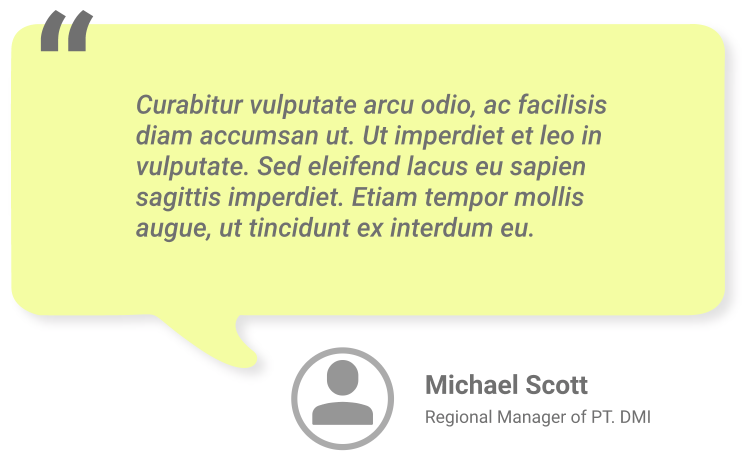 “
Curabitur vulputate arcu odio, ac facilisis
diam accumsan ut. Ut imperdiet et leo in
vulputate. Sed eleifend lacus eu sapien
sagittis imperdiet. Etiam tempor mollis
augue, ut tincidunt ex interdum eu.
Michael Scott
Regional Manager of PT. DMI